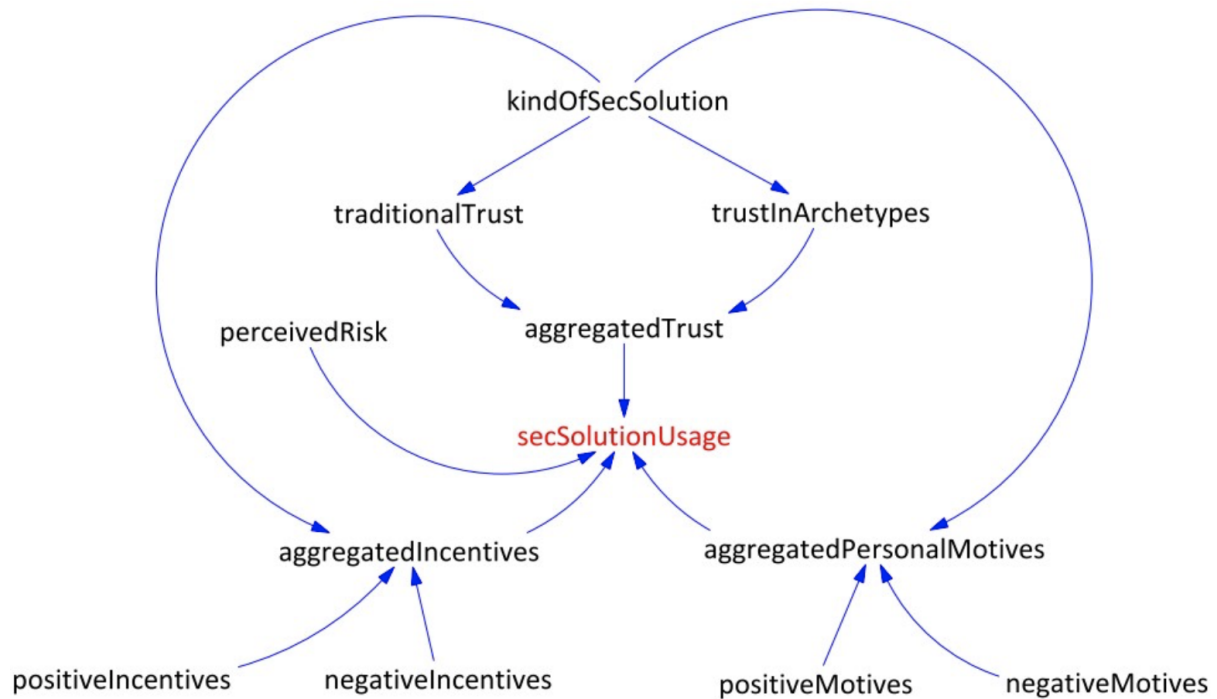 kindOfSecSolution
traditionalTrust
trustInArchetypes
perceivedRisk
aggregatedTrust
secSolutionUsage
aggregatedIncentives
aggregatedPersonalMotives
positiveIncentives
negativeIncentives
positiveMotives
negativeMotives